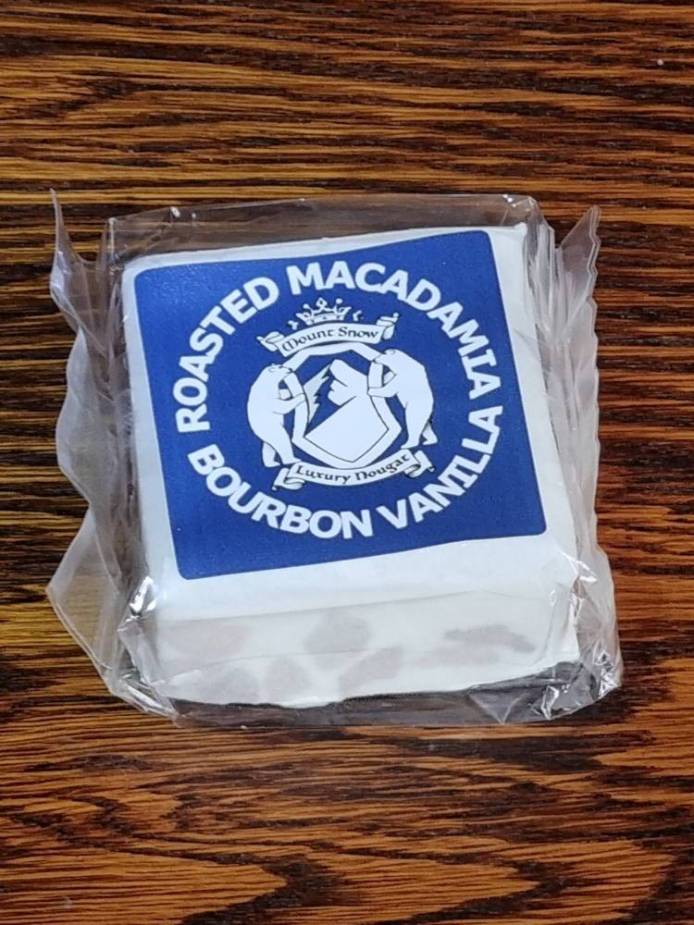 ROASTED MACADAMIA
Mount Snow
Luxury Nougat
BOURBON VANILLA